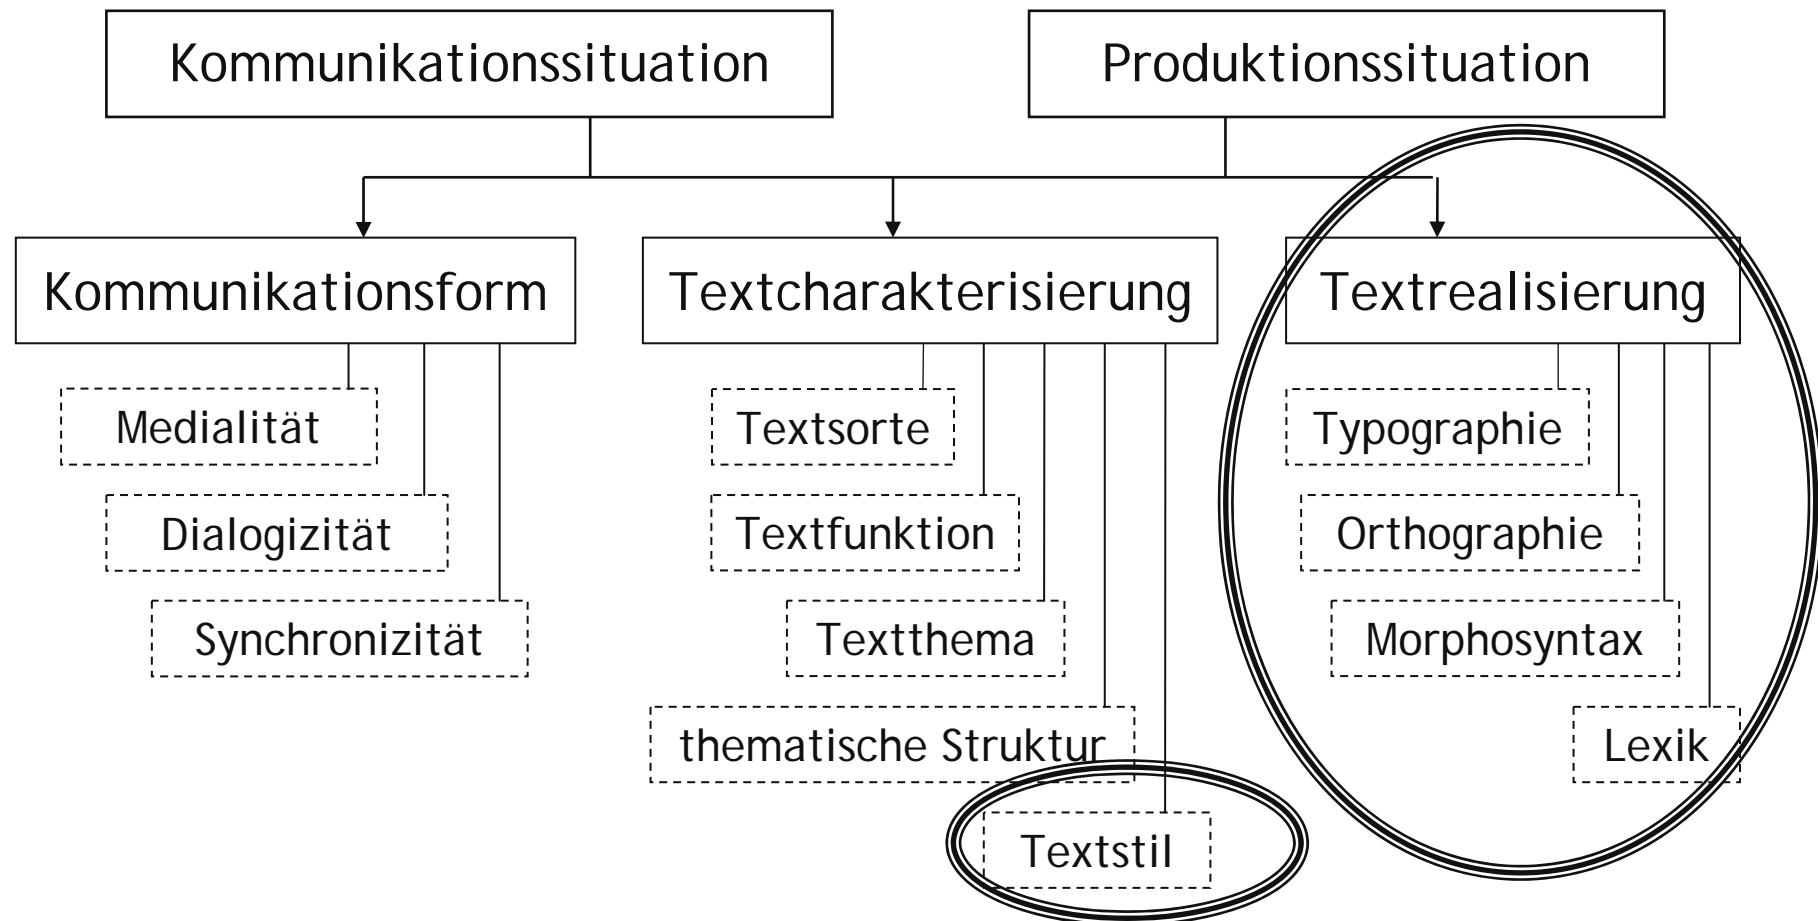 Kommunikationssituation
Produktionssituation
Kommunikationsform
Textcharakterisierung
Textrealisierung
Medialität
Textsorte
Typographie
Dialogizität
Textfunktion
Orthographie
Synchronizität
Textthema
Morphosyntax
thematische Struktur
Lexik
Textstil